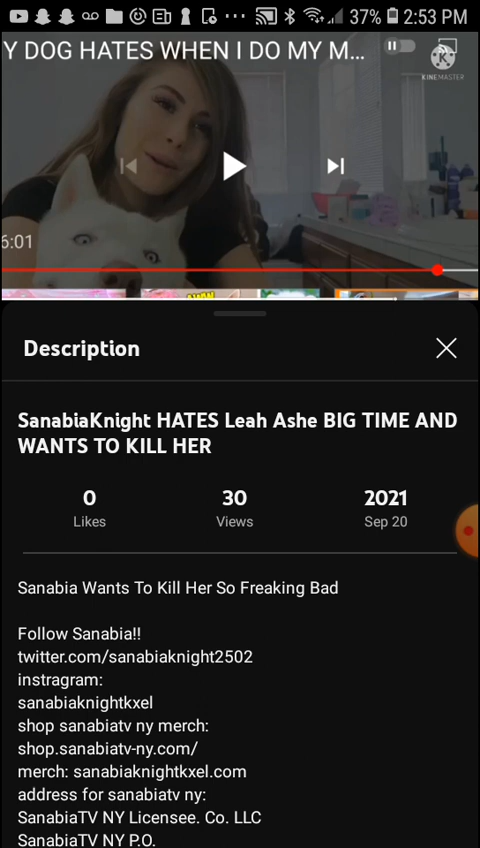 37% 2:53 PM
Y DOG HATES WHEN I DO MY M...
KINEMASTER
6:01
Description
SanabiaKnight HATES Leah Ashe BIG TIME AND
WANTS TO KILL HER
0 30 2021
Likes Views Sep 20
Sanabia Wants To Kill Her So Freaking Bad
Follow Sanabia!!
twitter.com/sanabiaknight2502
instragram:
sanabiaknightkxel
shop sanabiatv ny merch:
shop.sanabiatv-ny.com/
merch: sanabiaknightkxel.com
address for sanabiatv ny:
SanabiaTV NY Licensee. Co. LLC
SanabiaTV NY P.O.